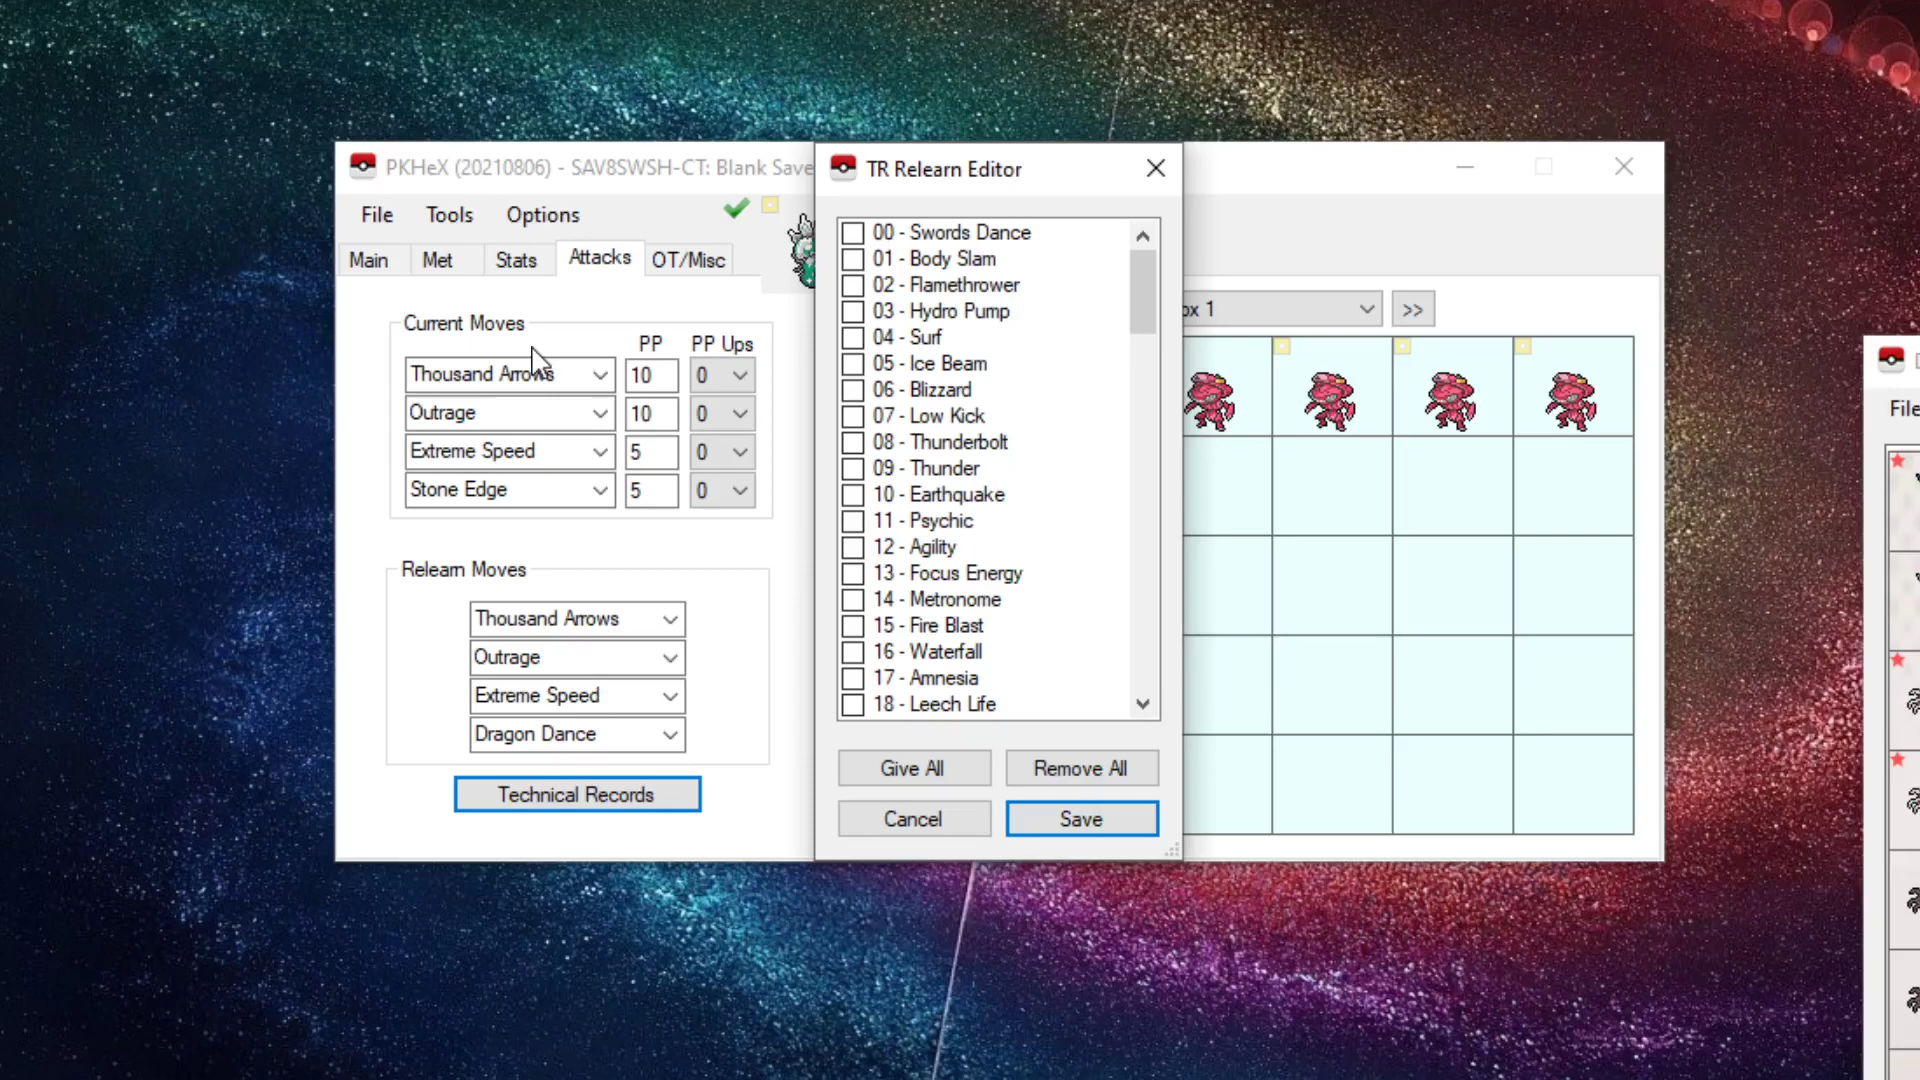 PKHeX (20210806) - SAV8SWSH-CT: Blank Save
File Tools Options
Main Met Stats Attacks OT/Misc
Current Moves
PP PP Ups
Thousand Arrows 10 0
Outrage 10 0
Extreme Speed 5 0
Stone Edge 5 0
Relearn Moves
Thousand Arrows
Outrage
Extreme Speed
Dragon Dance
Technical Records
TR Relearn Editor
00 - Swords Dance
01 - Body Slam
02 - Flamethrower
03 - Hydro Pump
04 - Surf
05 - Ice Beam
06 - Blizzard
07 - Low Kick
08 - Thunderbolt
09 - Thunder
10 - Earthquake
11 - Psychic
12 - Agility
13 - Focus Energy
14 - Metronome
15 - Fire Blast
16 - Waterfall
17 - Amnesia
18 - Leech Life
Give All Remove All
Cancel Save
ox 1 >>
File